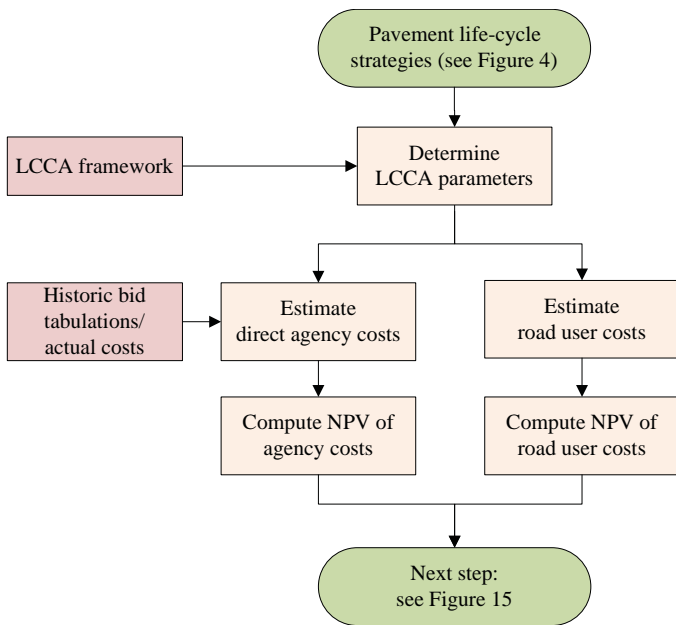 Pavement life-cycle
strategies (see Figure 4)
LCCA framework
Determine
LCCA parameters
Historic bid
tabulations/
actual costs
Estimate
direct agency costs
Estimate
road user costs
Compute NPV of
agency costs
Compute NPV of
road user costs
Next step:
see Figure 15